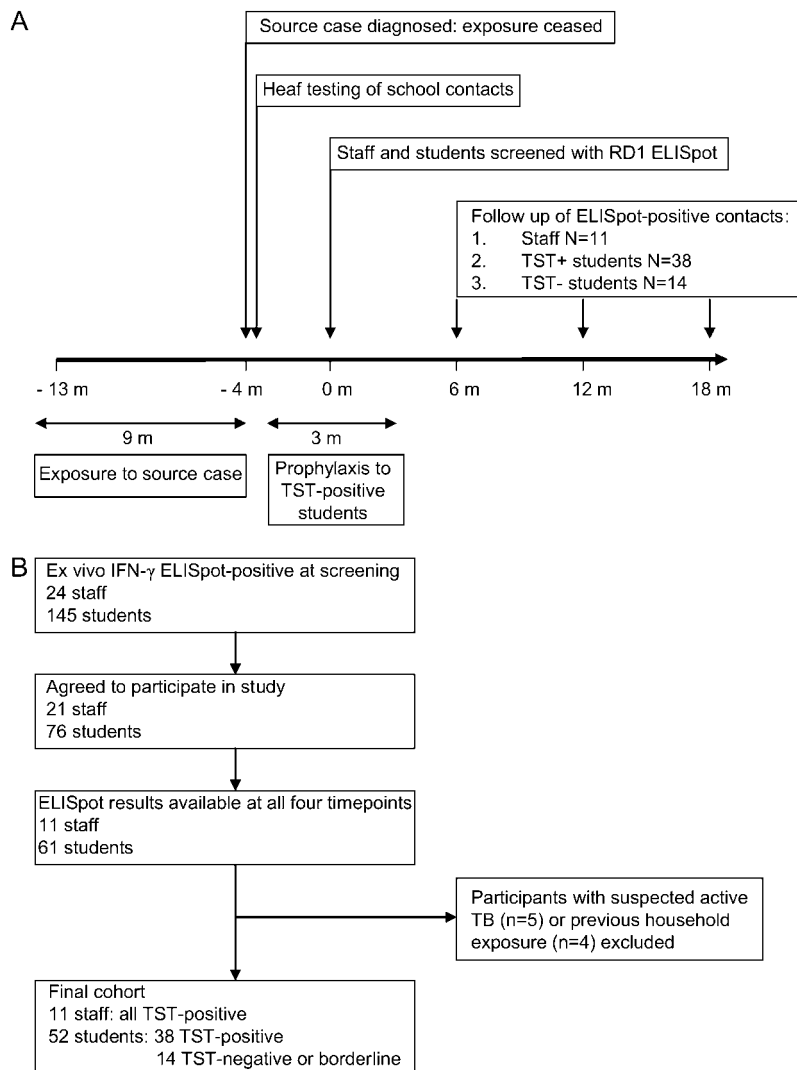 A
Source case diagnosed: exposure ceased
Heaf testing of school contacts
Staff and students screened with RD1 ELISpot
Follow up of ELISpot-positive contacts:
1. Staff N=11
2. TST+ students N=38
3. TST- students N=14
- 13 m
- 4 m
0 m
6 m
12 m
18 m
9 m
3 m
Exposure to source case
Prophylaxis to
TST-positive
students
B
Ex vivo IFN-γ ELISpot-positive at screening
24 staff
145 students
Agreed to participate in study
21 staff
76 students
ELISpot results available at all four timepoints
11 staff
61 students
Participants with suspected active
TB (n=5) or previous household
exposure (n=4) excluded
Final cohort
11 staff: all TST-positive
52 students: 38 TST-positive
14 TST-negative or borderline